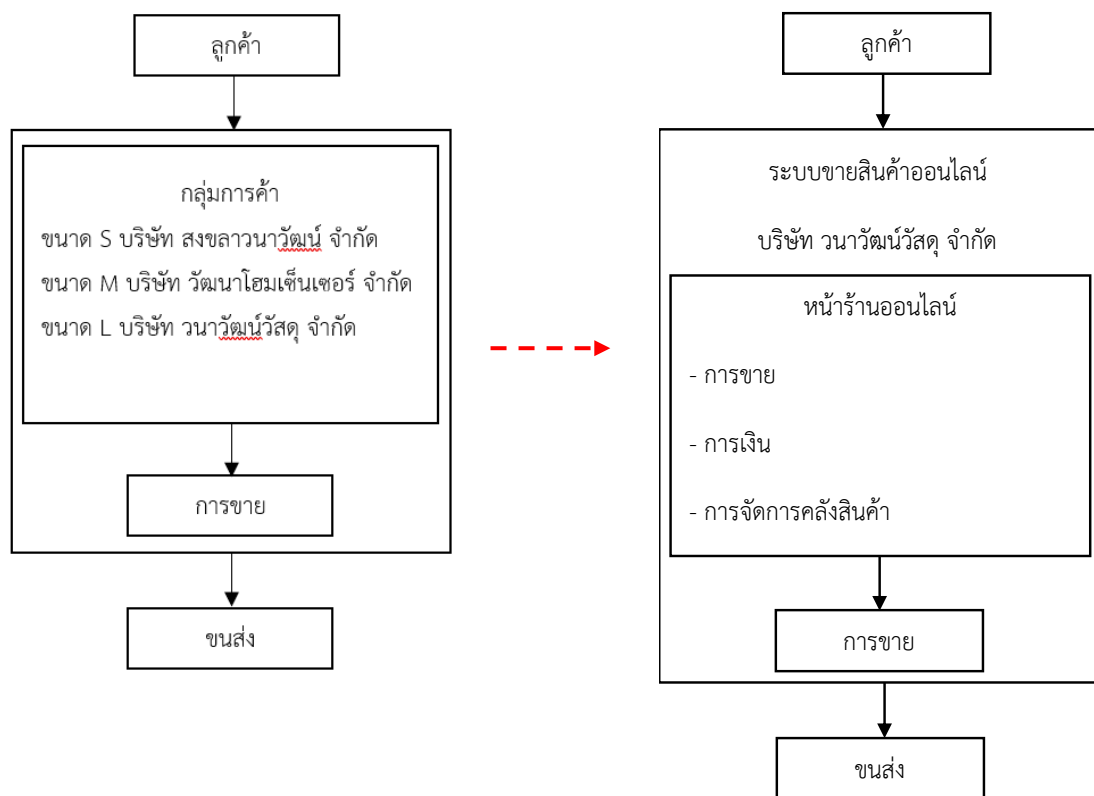 ลูกค้า
กลุ่มการค้า
ขนาด S บริษัท สงขลาวนาวัฒน์ จำกัด
ขนาด M บริษัท วัฒนาโฮมเซ็นเซอร์ จำกัด
ขนาด L บริษัท วนาวัฒน์วัสดุ จำกัด
การขาย
ขนส่ง
ลูกค้า
ระบบขายสินค้าออนไลน์
บริษัท วนาวัฒน์วัสดุ จำกัด
หน้าร้านออนไลน์
- การขาย
- การเงิน
- การจัดการคลังสินค้า
การขาย
ขนส่ง